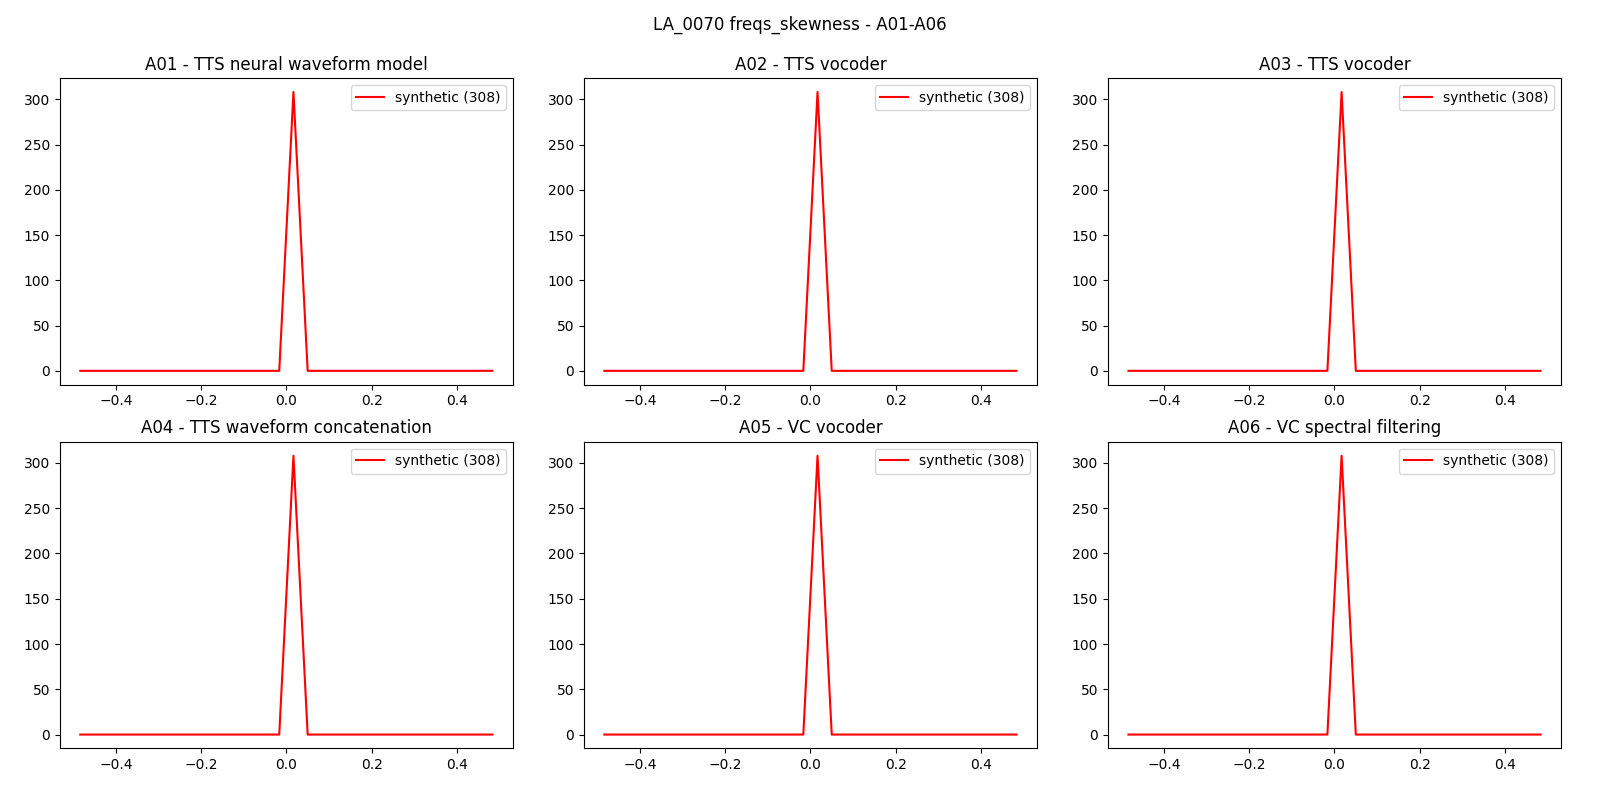 LA_0070 freqs_skewness - A01-A06
A01 - TTS neural waveform model
A02 - TTS vocoder
A03 - TTS vocoder
300
250
200
150
100
50
0
synthetic (308)
−0.4 −0.2 0.0 0.2 0.4
300
250
200
150
100
50
0
synthetic (308)
−0.4 −0.2 0.0 0.2 0.4
300
250
200
150
100
50
0
synthetic (308)
−0.4 −0.2 0.0 0.2 0.4
A04 - TTS waveform concatenation
A05 - VC vocoder
A06 - VC spectral filtering
300
250
200
150
100
50
0
synthetic (308)
−0.4 −0.2 0.0 0.2 0.4
300
250
200
150
100
50
0
synthetic (308)
−0.4 −0.2 0.0 0.2 0.4
300
250
200
150
100
50
0
synthetic (308)
−0.4 −0.2 0.0 0.2 0.4